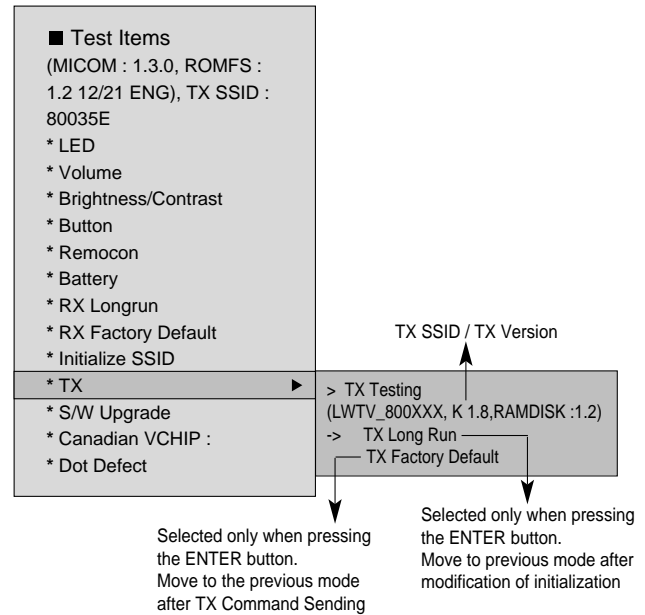 ■ Test Items
(MICOM : 1.3.0, ROMFS :
1.2 12/21 ENG), TX SSID :
80035E
* LED
* Volume
* Brightness/Contrast
* Button
* Remocon
* Battery
* RX Longrun
* RX Factory Default
* Initialize SSID
* TX ▶
* S/W Upgrade
* Canadian VCHIP :
* Dot Defect
TX SSID / TX Version
> TX Testing
(LWTV_800XXX, K 1.8,RAMDISK :1.2)
-> TX Long Run
TX Factory Default
Selected only when pressing
the ENTER button.
Move to the previous mode
after TX Command Sending
Selected only when pressing
the ENTER button.
Move to previous mode after
modification of initialization